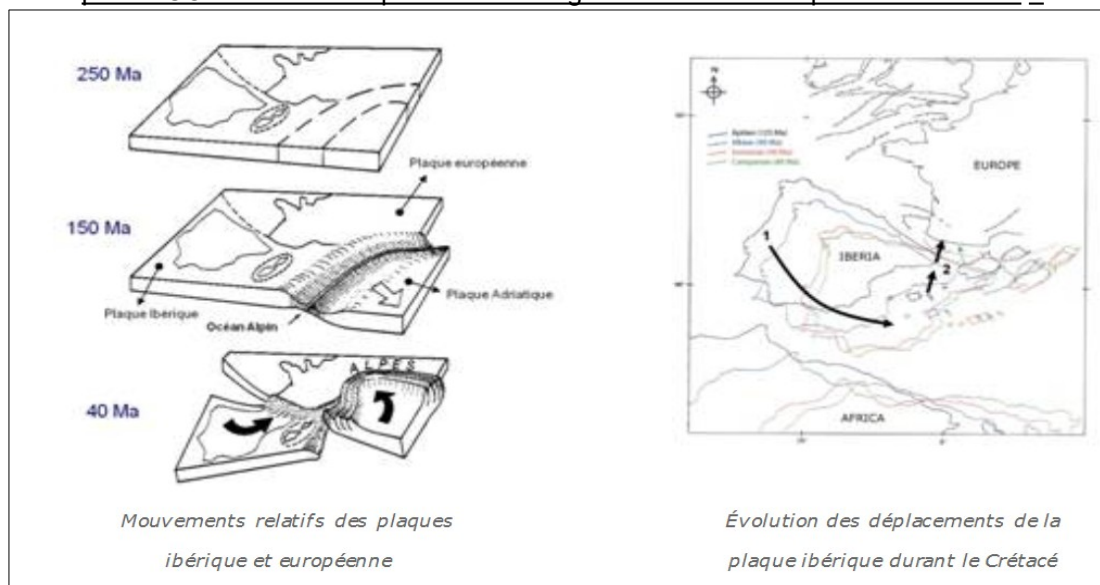 250 Ma
Plaque européenne
150 Ma
Plaque Ibérique
Océan Alpin
Plaque Adriatique
ALPES
40 Ma
Mouvements relatifs des plaques
ibérique et européenne
N
EUROPE
1
IBERIA
2
AFRICA
Évolution des déplacements de la
plaque ibérique durant le Crétacé